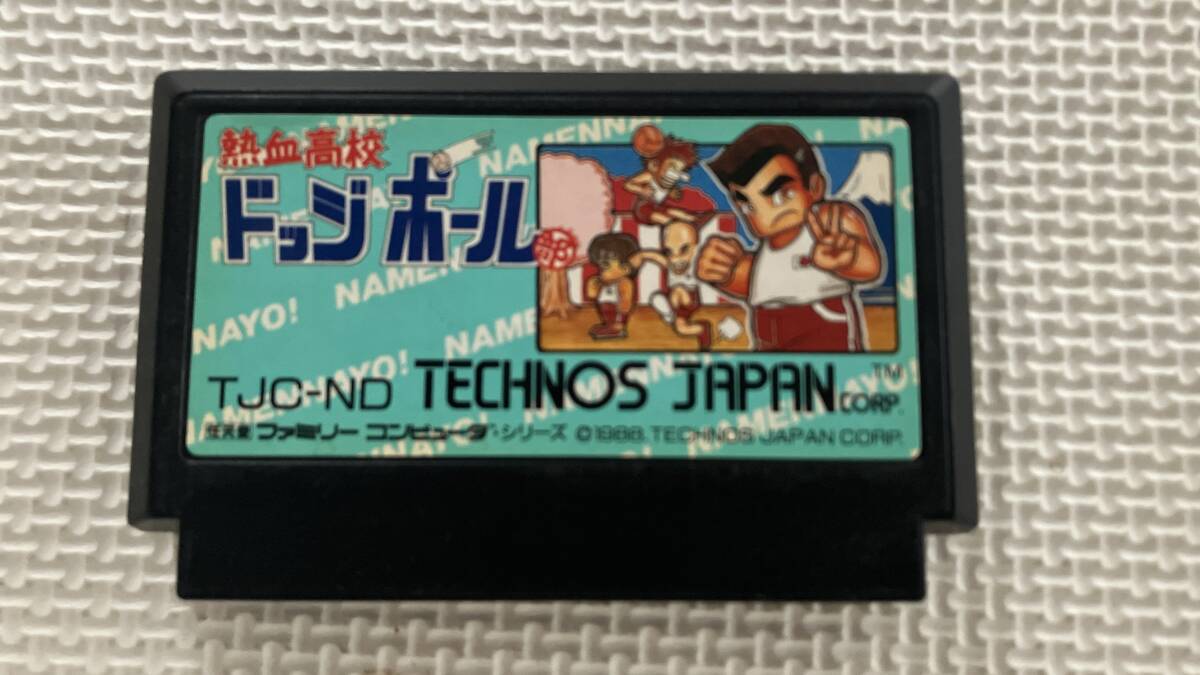 熱血高校
ドッジボール部
NAMENNAYO!
NAMENNAYO!
NAMENNAYO!
TJC-ND TECHNOS JAPAN CORP. ™
任天堂 ファミリー コンピュータ・シリーズ ©1988. TECHNOS JAPAN CORP.